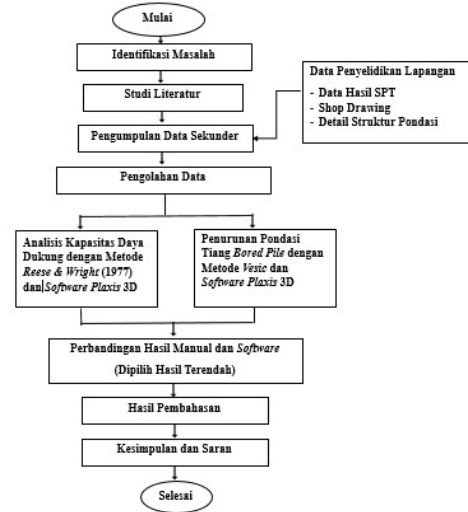 Mulai
Identifikasi Masalah
Studi Literatur
Pengumpulan Data Sekunder
Data Penyelidikan Lapangan
- Data Hasil SPT
- Shop Drawing
- Detail Struktur Pondasi
Pengolahan Data
Analisis Kapasitas Daya
Dukung dengan Metode
Reese & Wright (1977)
dan Software Plaxis 3D
Penurunan Pondasi
Tiang Bored Pile dengan
Metode Vesic dan
Software Plaxis 3D
Perbandingan Hasil Manual dan Software
(Dipilih Hasil Terendah)
Hasil Pembahasan
Kesimpulan dan Saran
Selesai